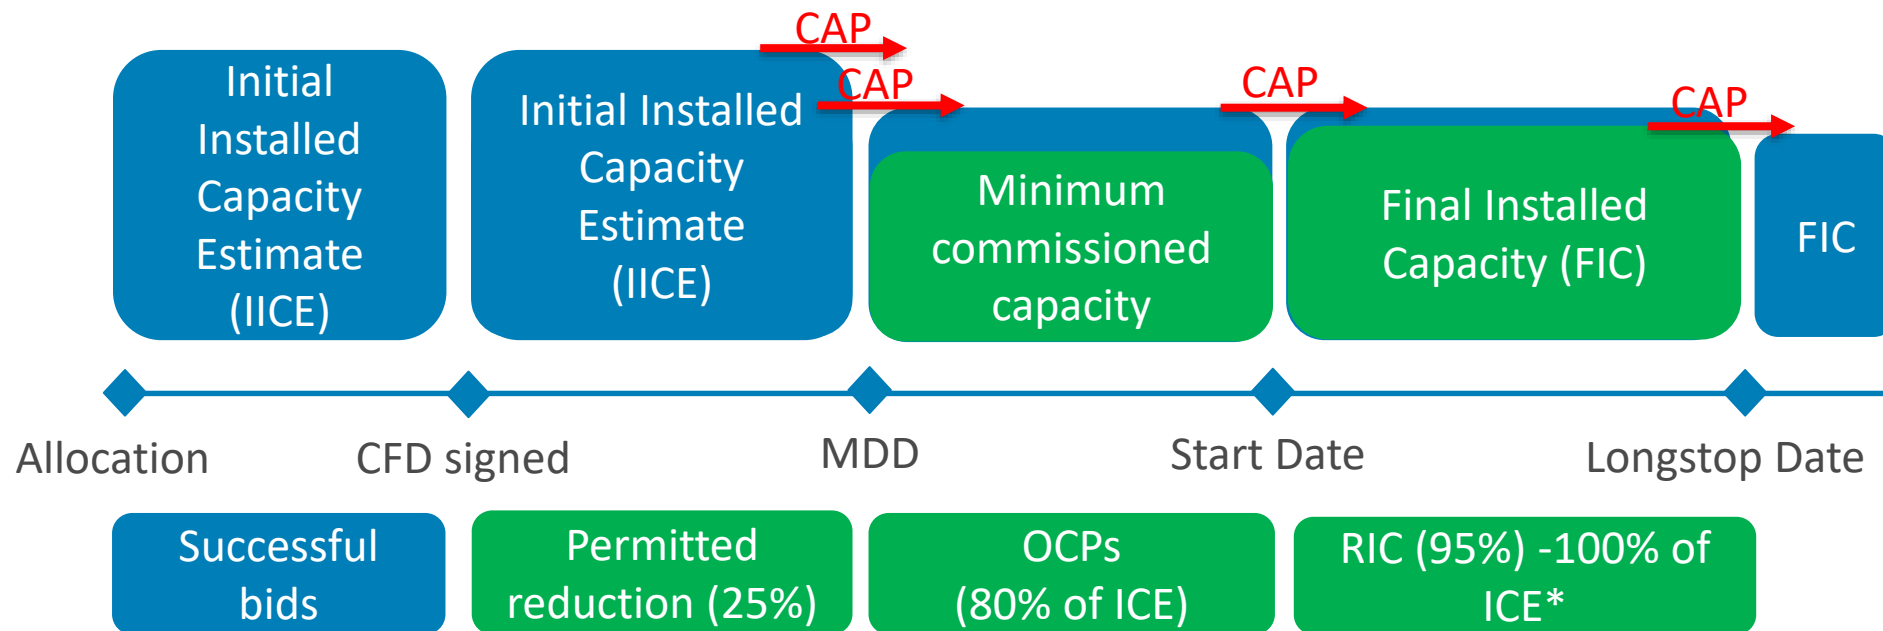 CAP
CAP
CAP
CAP
Initial
Installed
Capacity
Estimate
(IICE)
Initial Installed
Capacity
Estimate
(IICE)
Minimum
commissioned
capacity
Final Installed
Capacity (FIC)
FIC
Allocation
CFD signed
MDD
Start Date
Longstop Date
Successful
bids
Permitted
reduction (25%)
OCPs
(80% of ICE)
RIC (95%) -100% of
ICE*